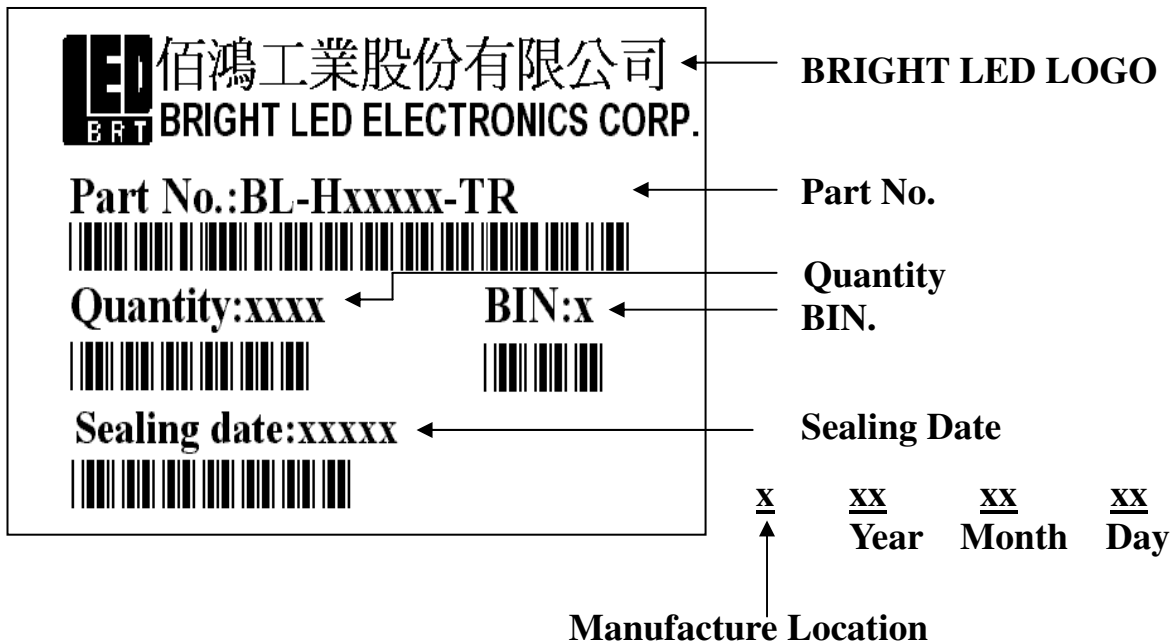 LED
BRT
佰鴻工業股份有限公司
BRIGHT LED ELECTRONICS CORP.
BRIGHT LED LOGO
Part No.:BL-Hxxxxx-TR
Part No.
Quantity:xxxx
BIN:x
Quantity
BIN.
Sealing date:xxxxx
Sealing Date
x xx xx xx
Year Month Day
Manufacture Location